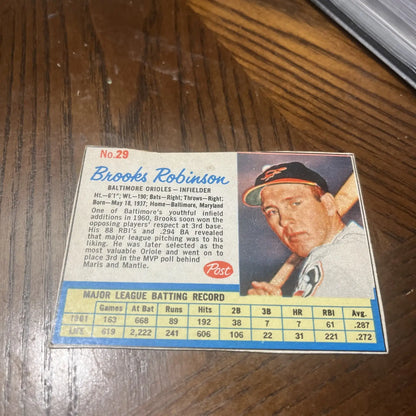 No. 29
Brooks Robinson
BALTIMORE ORIOLES—INFIELDER
Ht.—6'1"; Wt.—190; Bats—Right; Throws—Right;
Born—May 18, 1937; Home—Baltimore, Maryland
One of Baltimore's youthful infield
additions in 1960, Brooks soon won the
opposing players' respect at 3rd base.
His 88 RBI's and .294 BA revealed
that major league pitching was to his
liking. He was later selected as the
most valuable Oriole and went on to
place 3rd in the MVP poll behind
Maris and Mantle.
Post
MAJOR LEAGUE BATTING RECORD
Games At Bat Runs Hits 2B 3B HR RBI Avg.
1961 163 668 89 192 38 7 7 61 .287
LIFE 619 2,222 241 606 106 22 31 221 .272